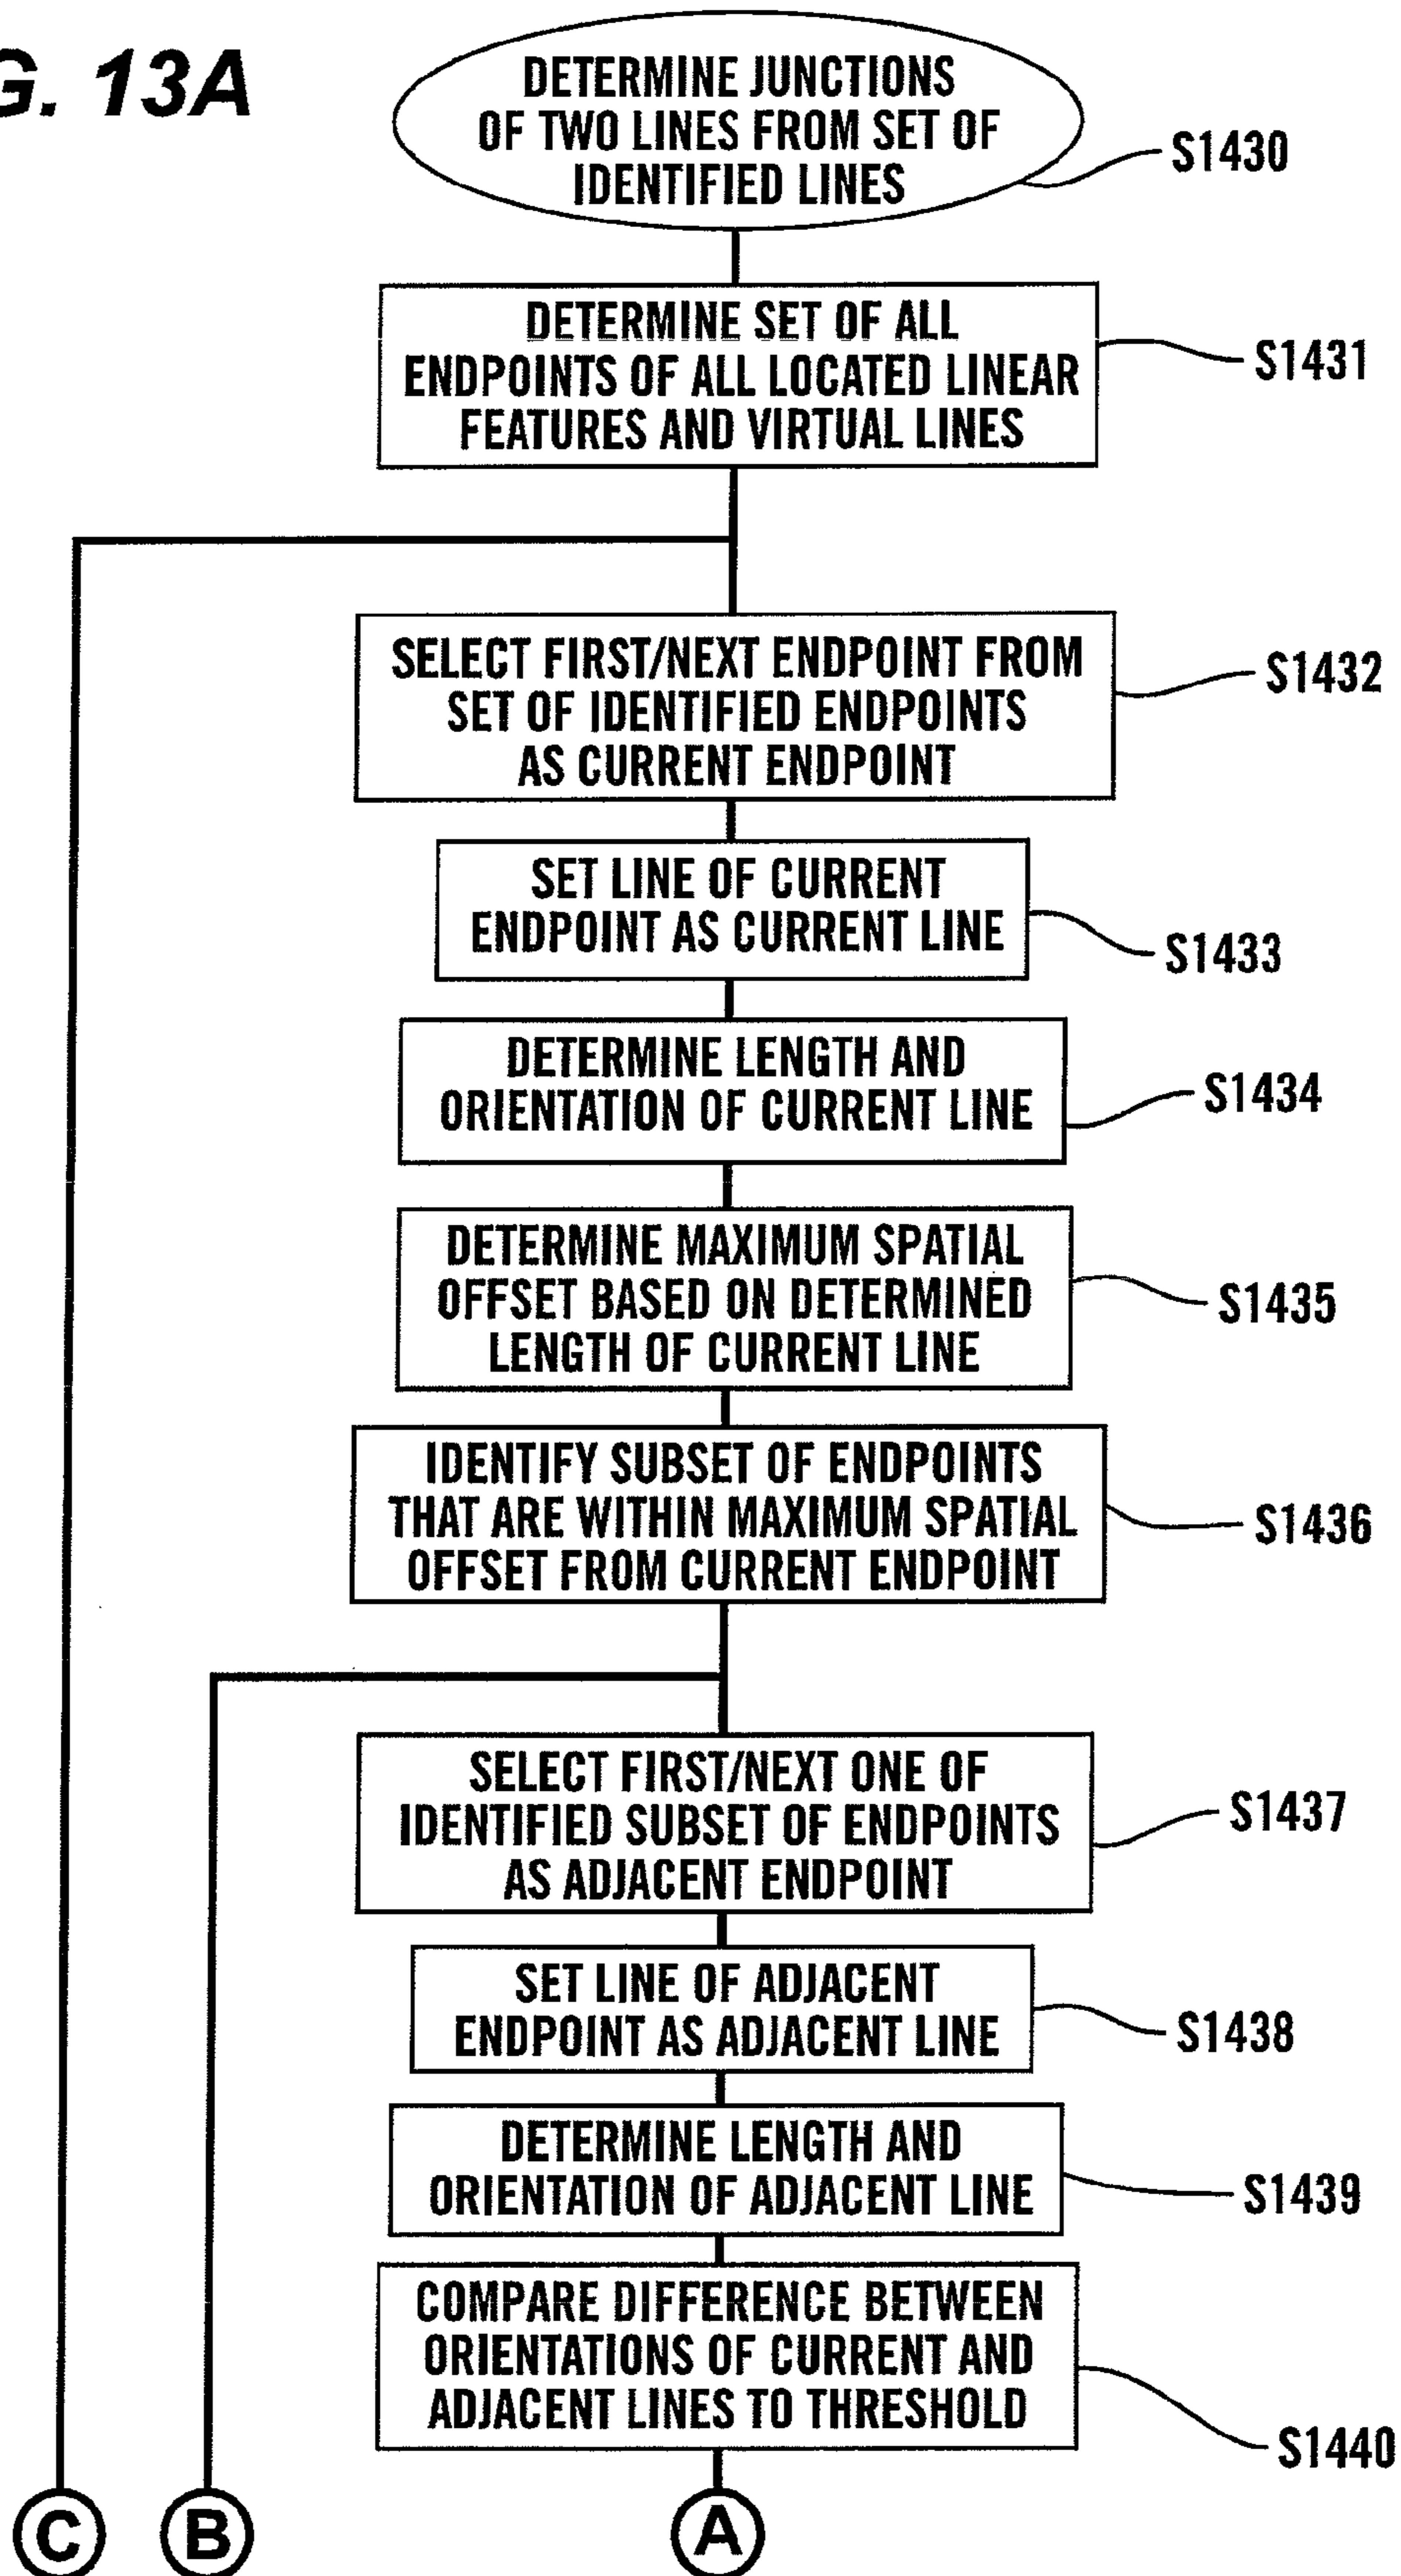 G. 13A
DETERMINE JUNCTIONS
OF TWO LINES FROM SET OF
IDENTIFIED LINES
S1430
DETERMINE SET OF ALL
ENDPOINTS OF ALL LOCATED LINEAR
FEATURES AND VIRTUAL LINES
S1431
SELECT FIRST/NEXT ENDPOINT FROM
SET OF IDENTIFIED ENDPOINTS
AS CURRENT ENDPOINT
S1432
SET LINE OF CURRENT
ENDPOINT AS CURRENT LINE
S1433
DETERMINE LENGTH AND
ORIENTATION OF CURRENT LINE
S1434
DETERMINE MAXIMUM SPATIAL
OFFSET BASED ON DETERMINED
LENGTH OF CURRENT LINE
S1435
IDENTIFY SUBSET OF ENDPOINTS
THAT ARE WITHIN MAXIMUM SPATIAL
OFFSET FROM CURRENT ENDPOINT
S1436
SELECT FIRST/NEXT ONE OF
IDENTIFIED SUBSET OF ENDPOINTS
AS ADJACENT ENDPOINT
S1437
SET LINE OF ADJACENT
ENDPOINT AS ADJACENT LINE
S1438
DETERMINE LENGTH AND
ORIENTATION OF ADJACENT LINE
S1439
COMPARE DIFFERENCE BETWEEN
ORIENTATIONS OF CURRENT AND
ADJACENT LINES TO THRESHOLD
S1440
C
B
A